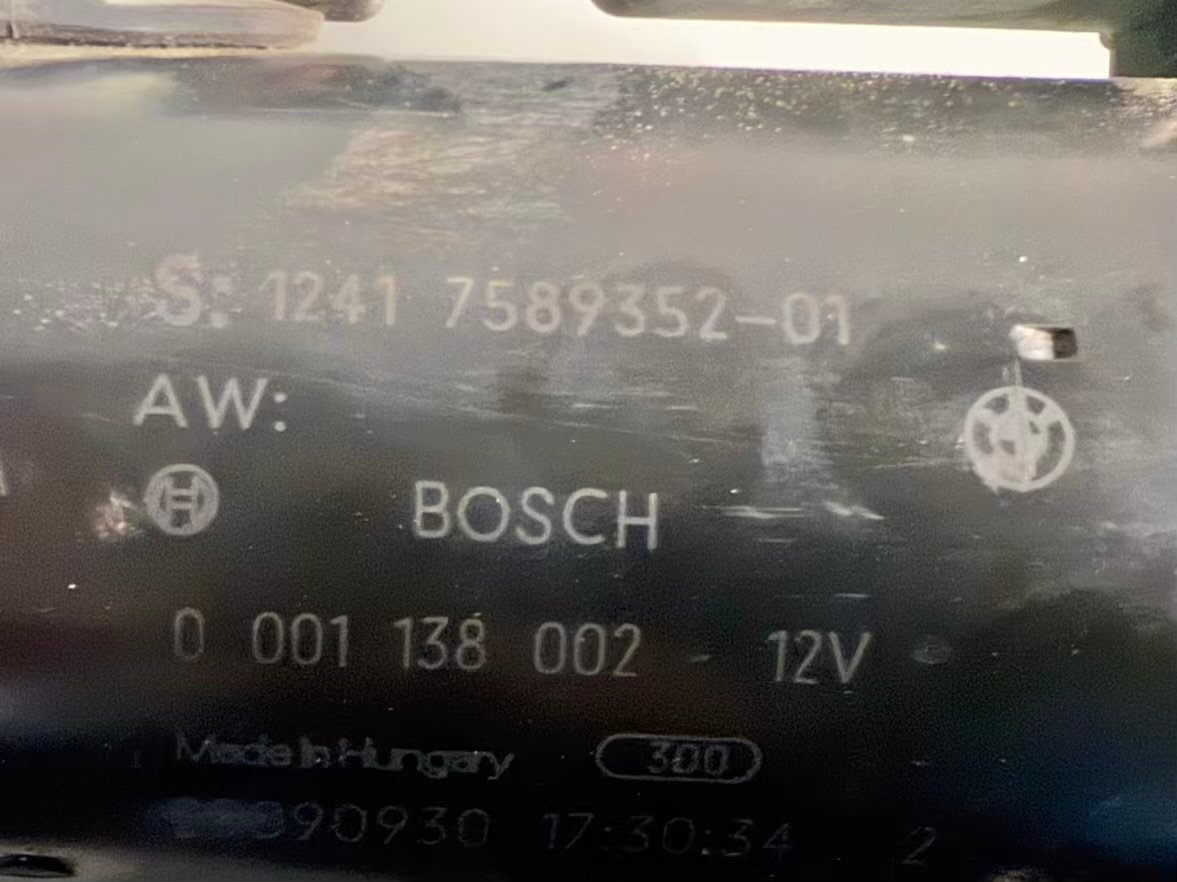 S: 1241 7589352-01
AW:
BOSCH
0 001 138 002 - 12V
Made in Hungary 300
90930 17:30:34 2